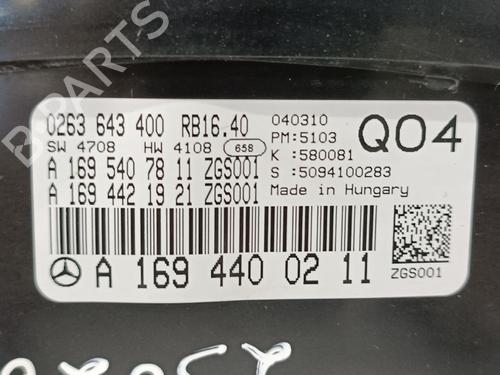 0263 643 400 RB16.40 040310
SW 4708 HW 4108 658 PM:5103 Q04
A 169 540 78 11 ZGS001 K :580081
A 169 442 19 21 ZGS001 S :5094100283
Made in Hungary
A 169 440 02 11 ZGS001